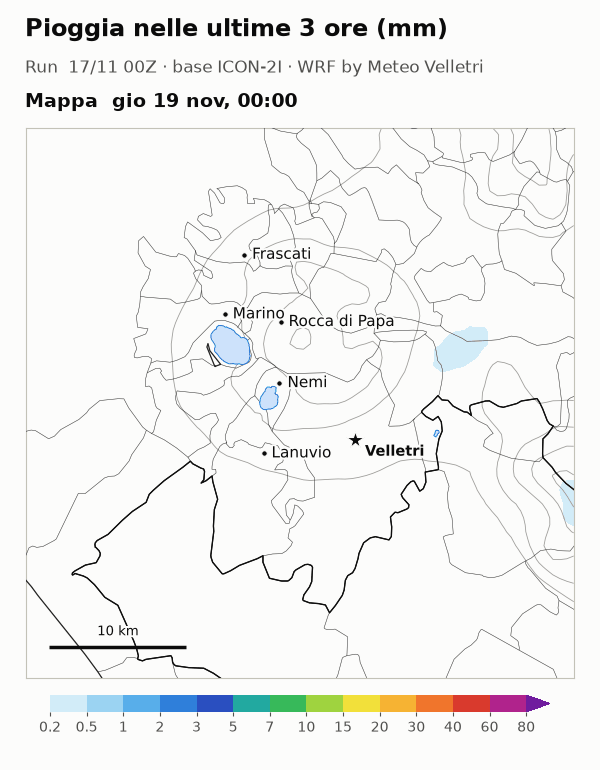 Pioggia nelle ultime 3 ore (mm)
Run  17/11 00Z · base ICON-2I · WRF by Meteo Velletri
Mappa  gio 19 nov, 00:00
Frascati
Marino
Rocca di Papa
Nemi
Velletri
Lanuvio
10 km
0.2 0.5 1 2 3 5 7 10 15 20 30 40 60 80